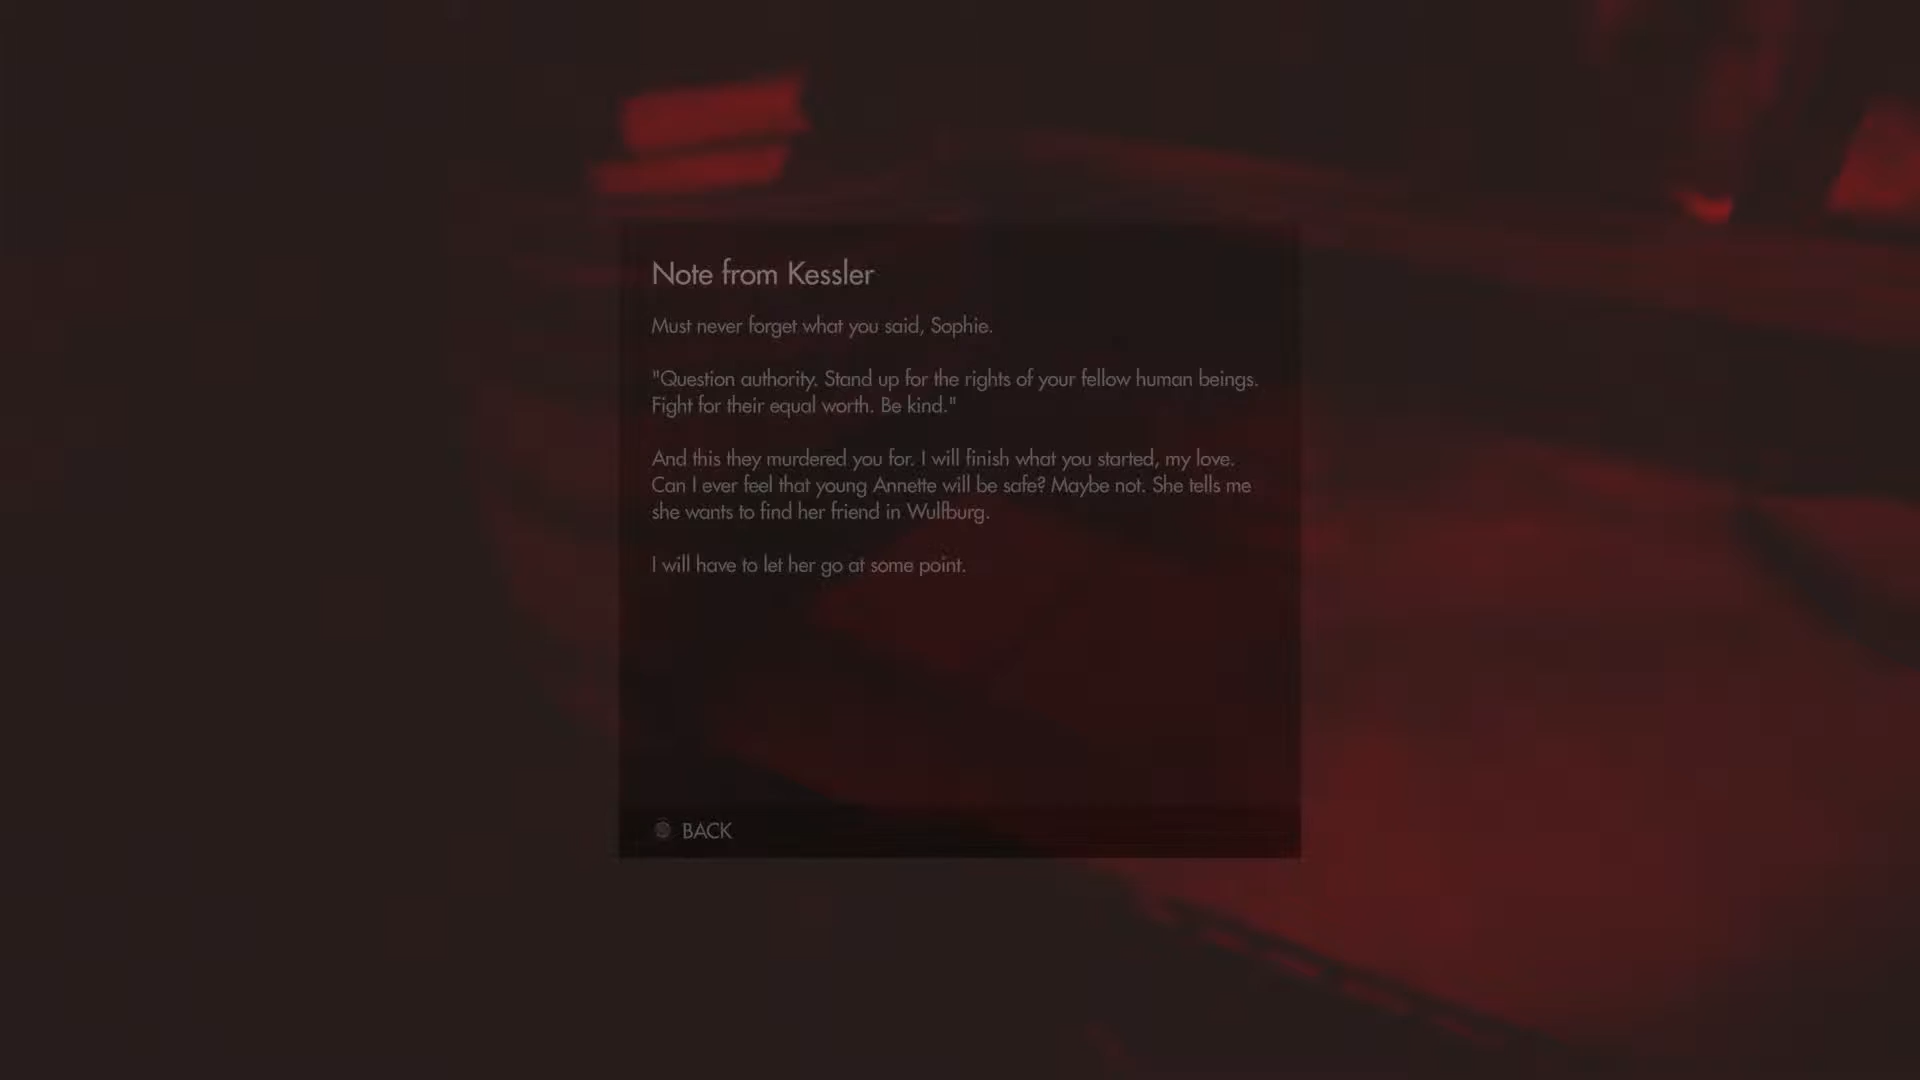 Note from Kessler
Must never forget what you said, Sophie.
"Question authority. Stand up for the rights of your fellow human beings.
Fight for their equal worth. Be kind."
And this they murdered you for. I will finish what you started, my love.
Can I ever feel that young Annette will be safe? Maybe not. She tells me
she wants to find her friend in Wulfburg.
I will have to let her go at some point.
BACK